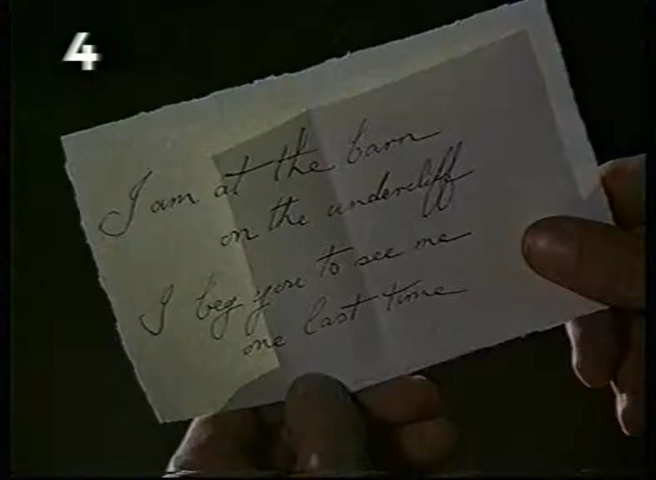 4
I am at the barn
on the undercliff
I beg you to see me
one last time